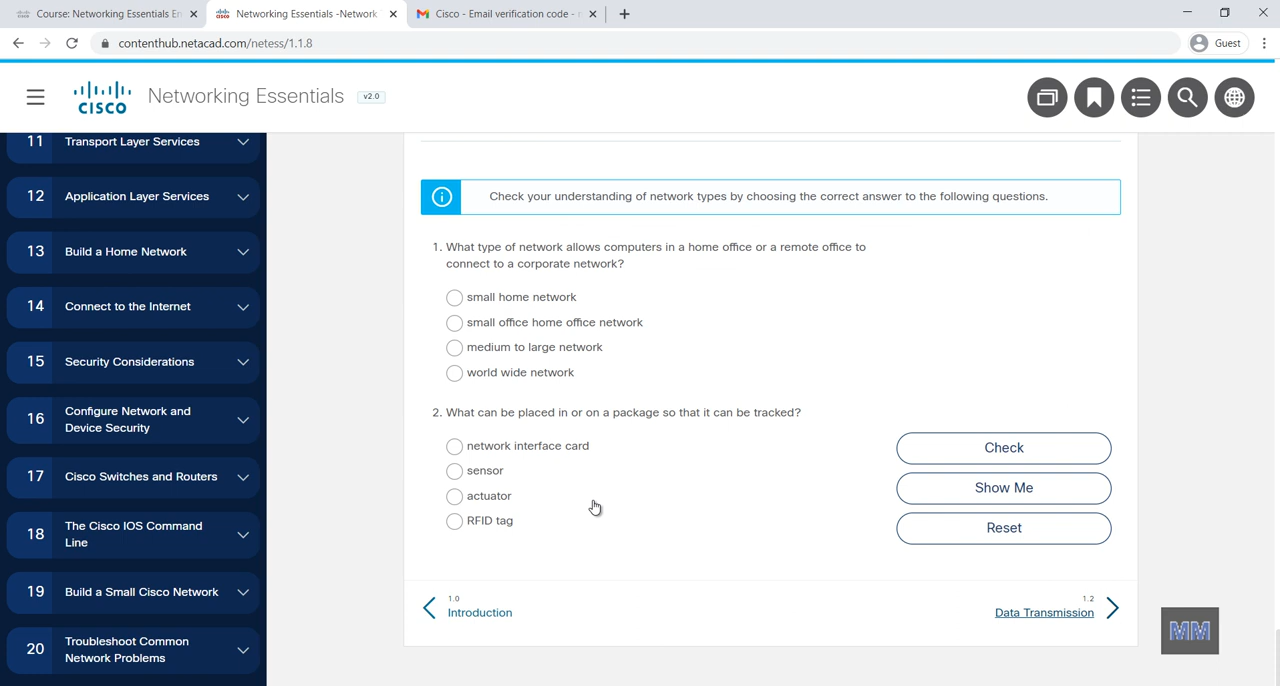 Course: Networking Essentials En
Networking Essentials -Network
Cisco - Email verification code - n
contenthub.netacad.com/netess/1.1.8
Guest
CISCO
Networking Essentials
v2.0
11 Transport Layer Services
12 Application Layer Services
13 Build a Home Network
14 Connect to the Internet
15 Security Considerations
16 Configure Network and
Device Security
17 Cisco Switches and Routers
18 The Cisco IOS Command
Line
19 Build a Small Cisco Network
20 Troubleshoot Common
Network Problems
Check your understanding of network types by choosing the correct answer to the following questions.
1. What type of network allows computers in a home office or a remote office to
connect to a corporate network?
small home network
small office home office network
medium to large network
world wide network
2. What can be placed in or on a package so that it can be tracked?
network interface card
sensor
actuator
RFID tag
Check
Show Me
Reset
1.0
Introduction
1.2
Data Transmission
MM